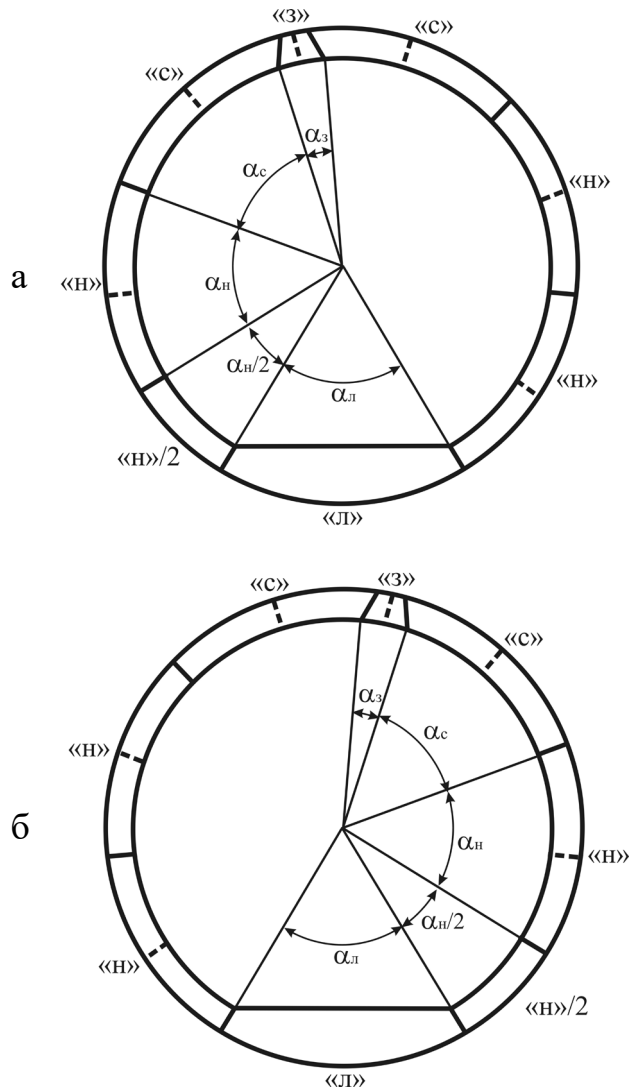 «з»
«с»
«с»
αз
αс
«н»
а
«н»
αн
αн/2
αл
«н»
«н»/2
«л»
«с»
«з»
«с»
αз
αс
«н»
б
αн
«н»
αн/2
αл
«н»
«н»/2
«л»